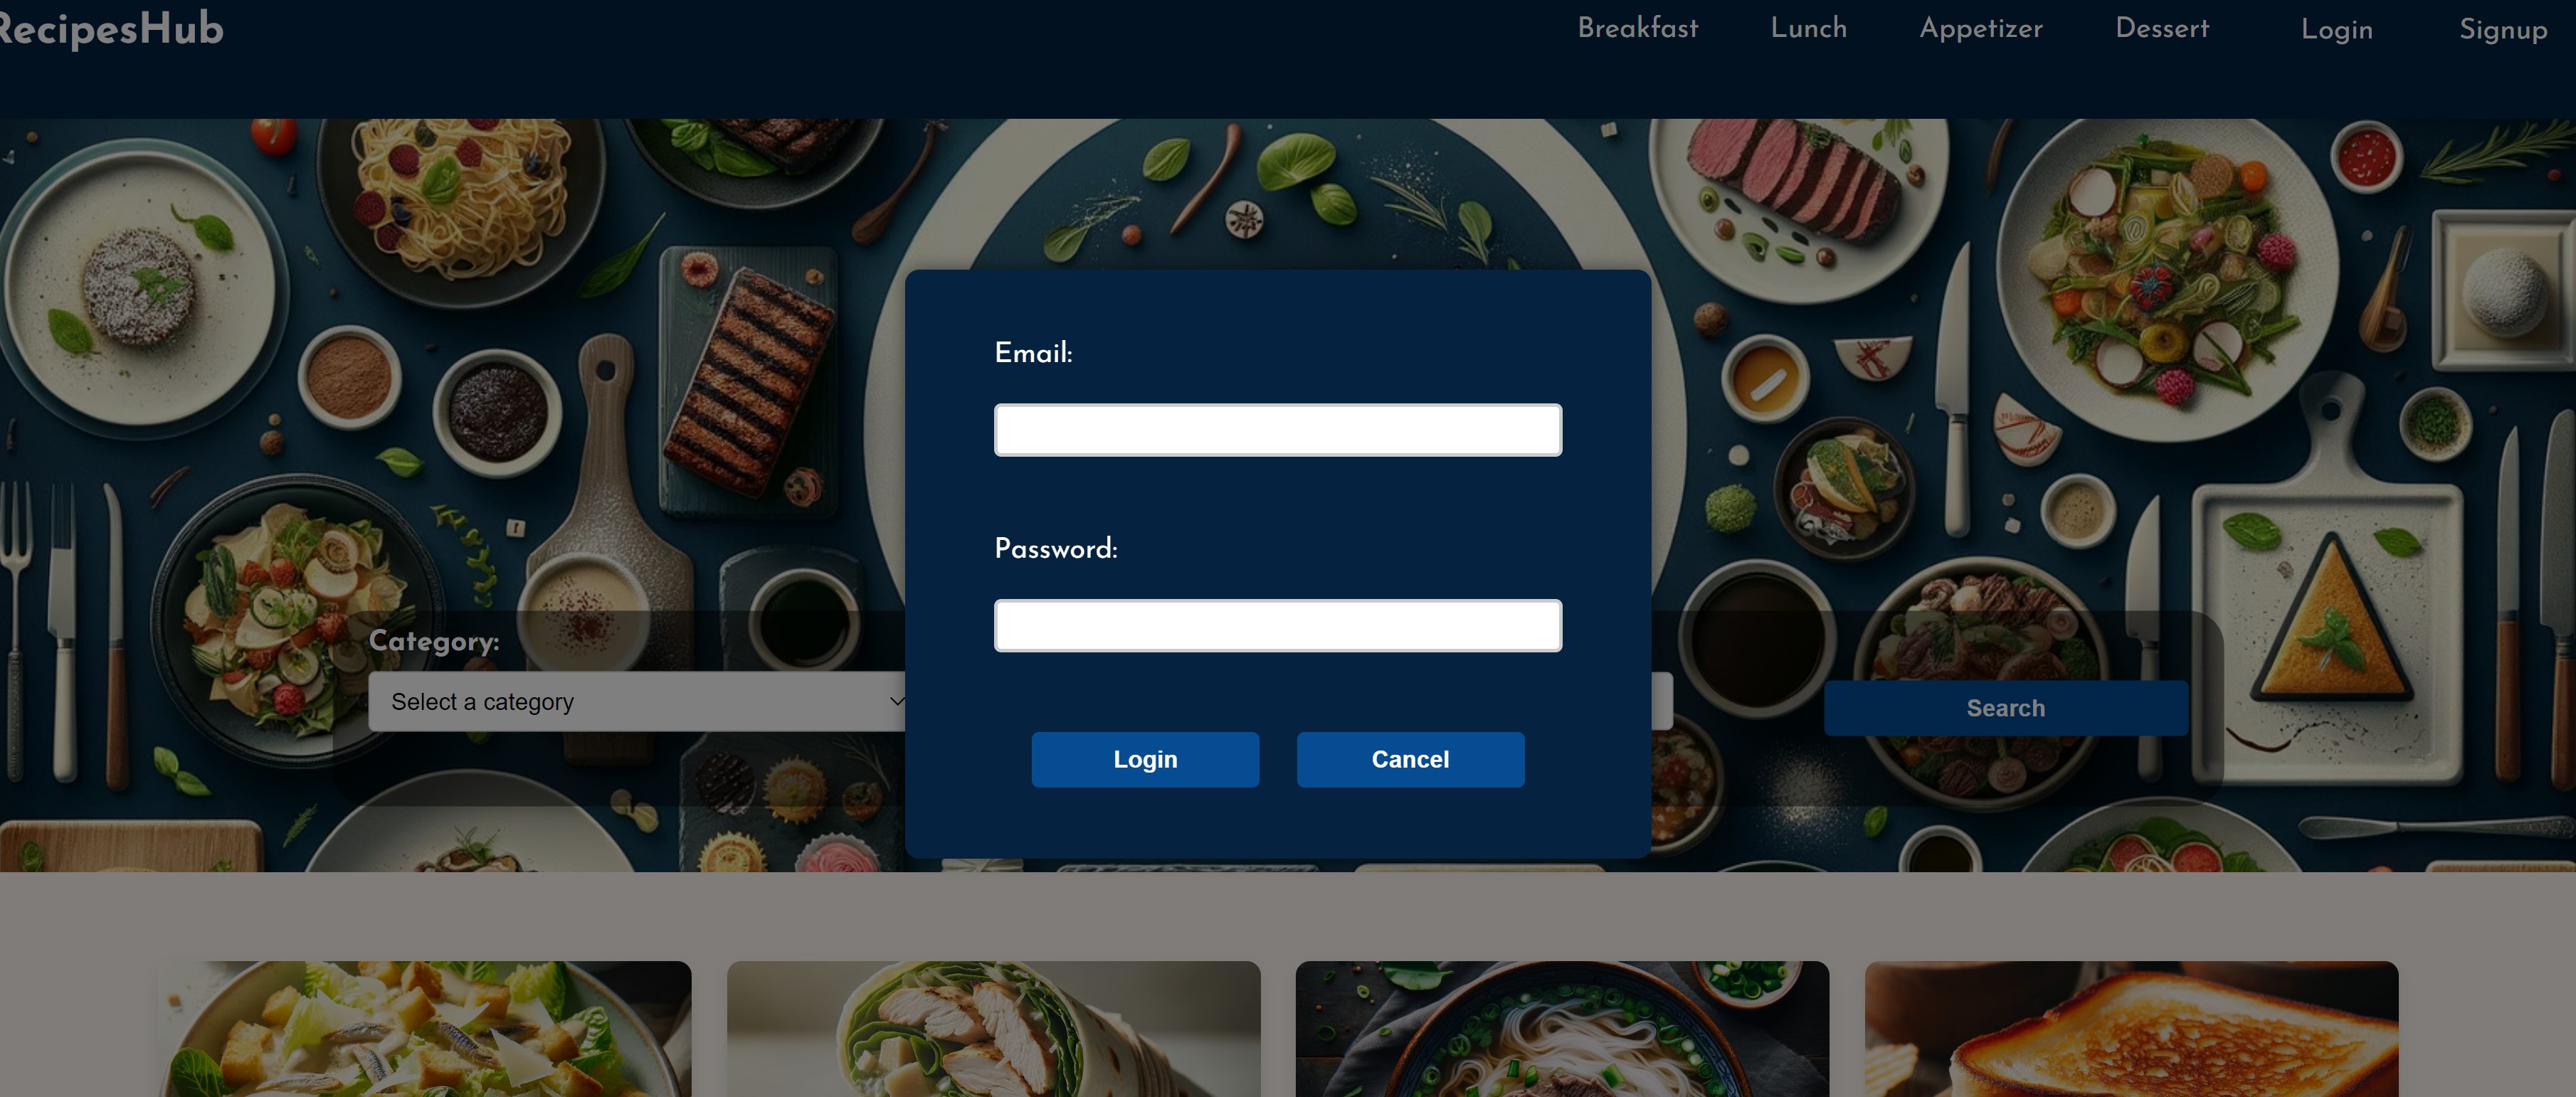 RecipesHub
Breakfast
Lunch
Appetizer
Dessert
Login
Signup
Email:
Password:
Category:
Select a category
Search
Login
Cancel